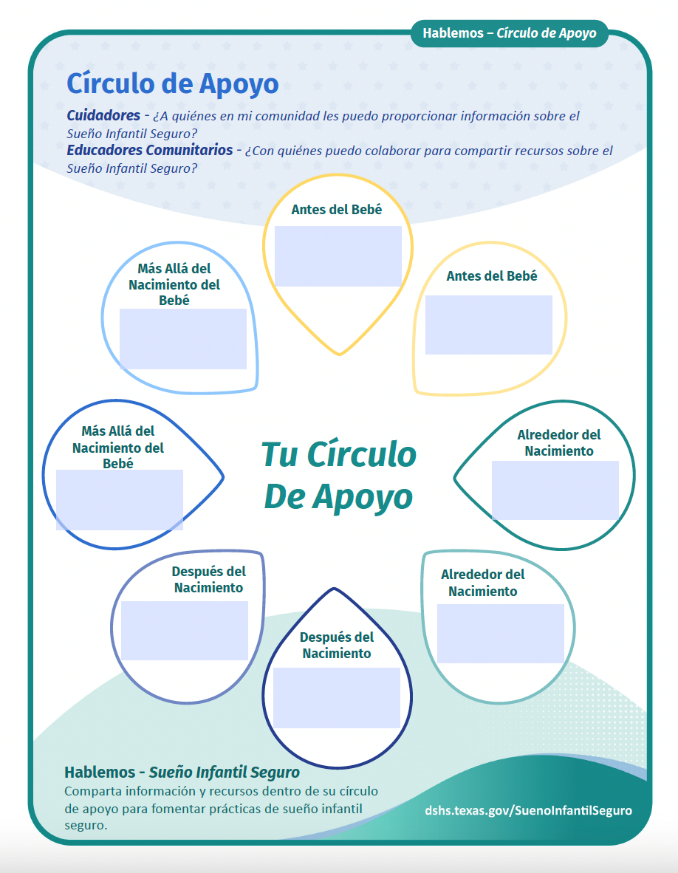 Hablemos – Círculo de Apoyo
Círculo de Apoyo
Cuidadores - ¿A quiénes en mi comunidad les puedo proporcionar información sobre el
Sueño Infantil Seguro?
Educadores Comunitarios - ¿Con quiénes puedo colaborar para compartir recursos sobre el
Sueño Infantil Seguro?
Antes del Bebé
Antes del Bebé
Alrededor del
Nacimiento
Alrededor del
Nacimiento
Después del
Nacimiento
Después del
Nacimiento
Más Allá del
Nacimiento del
Bebé
Más Allá del
Nacimiento del
Bebé
Tu Círculo
De Apoyo
Hablemos - Sueño Infantil Seguro
Comparta información y recursos dentro de su círculo
de apoyo para fomentar prácticas de sueño infantil
seguro.
dshs.texas.gov/SuenoInfantilSeguro